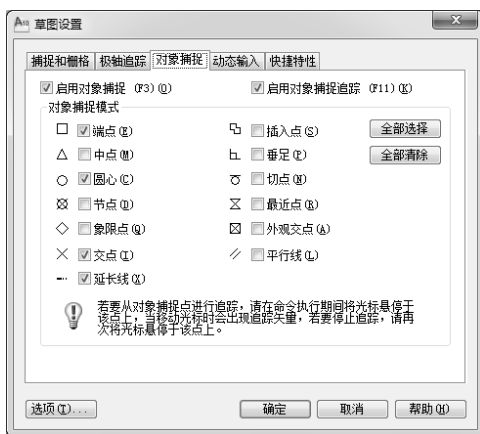 草图设置
捕捉和栅格 极轴追踪 对象捕捉 动态输入 快捷特性
启用对象捕捉 (F3)(O) 启用对象捕捉追踪 (F11)(K)
对象捕捉模式
端点(E) 插入点(S) 全部选择
中点(M) 垂足(P) 全部清除
圆心(C) 切点(N)
节点(D) 最近点(R)
象限点(Q) 外观交点(A)
交点(I) 平行线(L)
延长线(X)
若要从对象捕捉点进行追踪，请在命令执行期间将光标悬停于
该点上，当移动光标时会出现追踪矢量，若要停止追踪，请再
次将光标悬停于该点上。
选项(T)... 确定 取消 帮助(H)